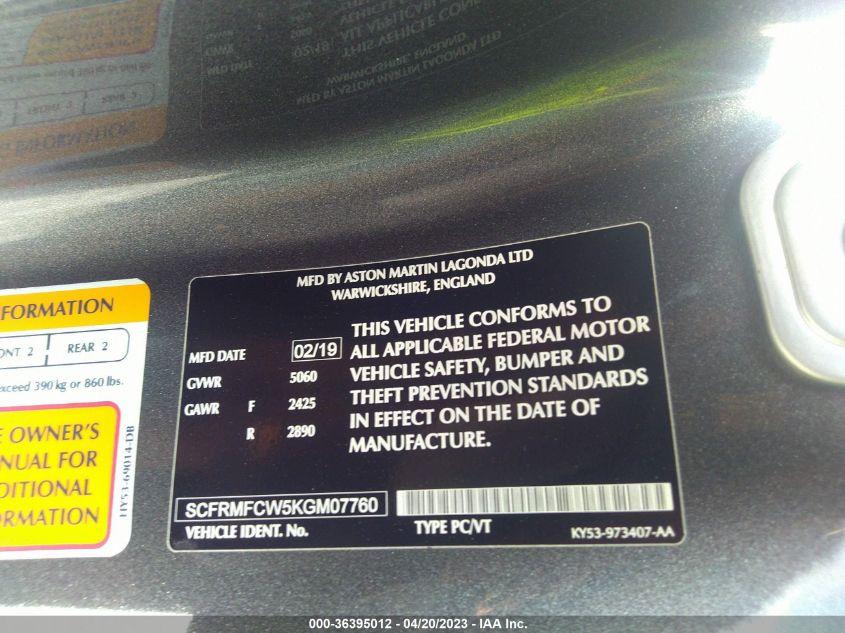 MFD BY ASTON MARTIN LAGONDA LTD
WARWICKSHIRE, ENGLAND
MFD DATE 02/19
GVWR 5060
GAWR F 2425
R 2890
THIS VEHICLE CONFORMS TO
ALL APPLICABLE FEDERAL MOTOR
VEHICLE SAFETY, BUMPER AND
THEFT PREVENTION STANDARDS
IN EFFECT ON THE DATE OF
MANUFACTURE.
SCFRMFCW5KGM07760
VEHICLE IDENT. No.
TYPE PC/VT
KY53-973407-AA
FORMATION
ONT 2 REAR 2
exceed 390 kg or 860 lbs.
E OWNER'S
NUAL FOR
DITIONAL
ORMATION
HY53-69014-DB
000-36395012 - 04/20/2023 - IAA Inc.